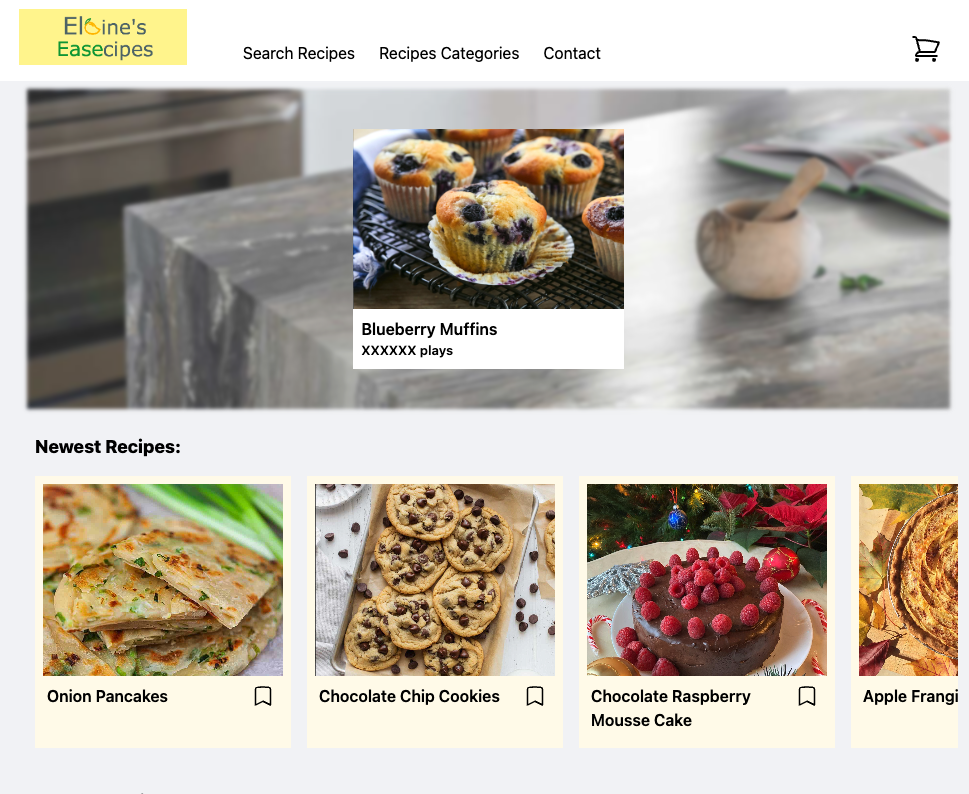 Elaine's
Easecipes
Search Recipes
Recipes Categories
Contact
Blueberry Muffins
XXXXXX plays
Newest Recipes:
Onion Pancakes
Chocolate Chip Cookies
Chocolate Raspberry
Mousse Cake
Apple Frangi